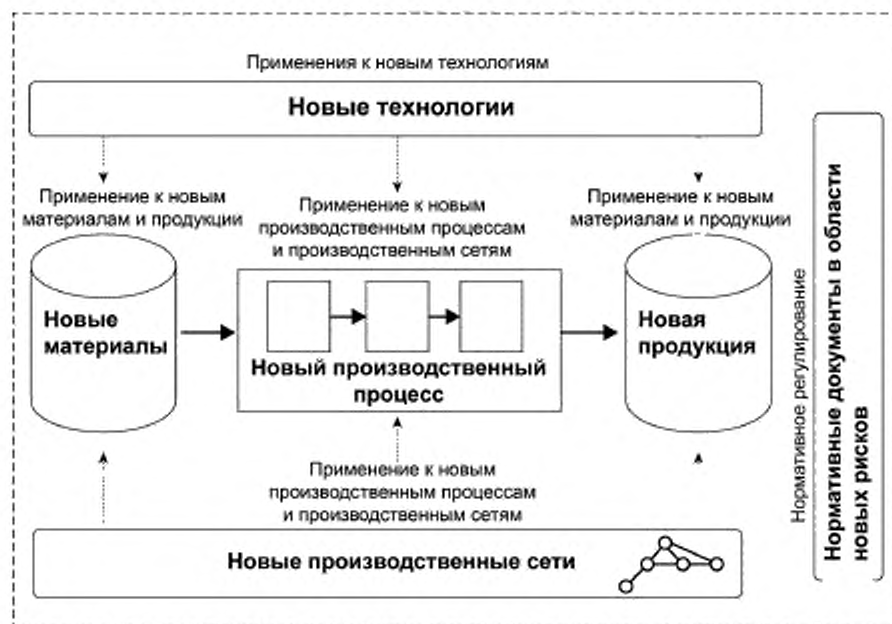 Применения к новым технологиям
Новые технологии
Применение к новым
материалам и продукции
Применение к новым
производственным процессам
и производственным сетям
Применение к новым
материалам и продукции
Новые
материалы
Новый производственный
процесс
Новая
продукция
Применение к новым
производственным процессам
и производственным сетям
Новые производственные сети
Нормативное регулирование
Нормативные документы в области
новых рисков